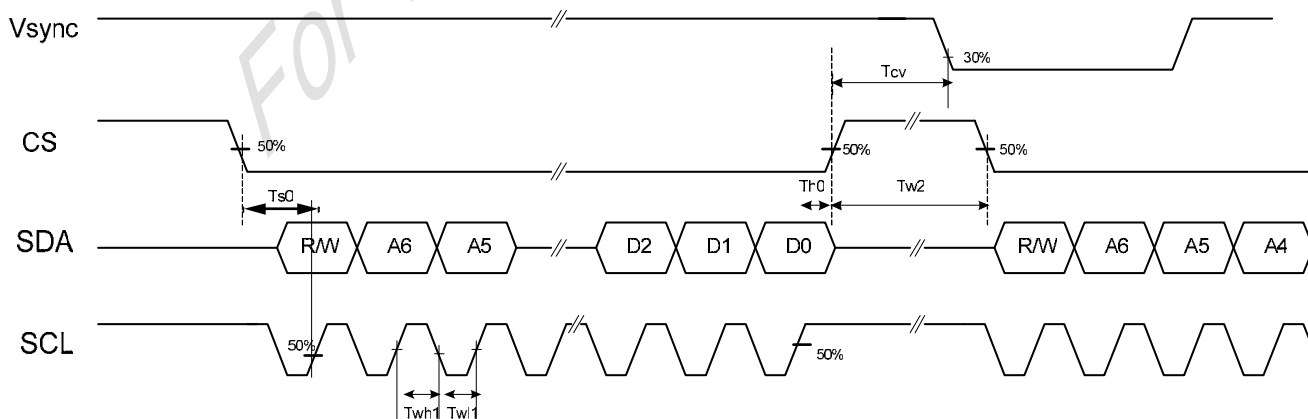 For
Vsync
30%
Tcv
CS
50%
50%
50%
Ts0
Th0
Tw2
SDA
R/W A6 A5 D2 D1 D0 R/W A6 A5 A4
SCL
50%
50%
Twh1 Twl1